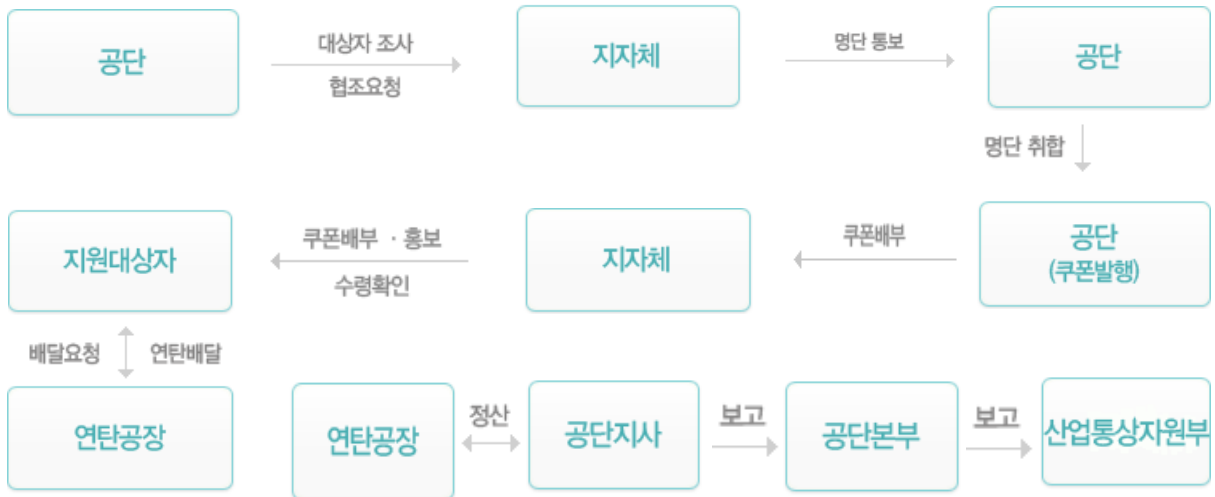 공단
대상자 조사
협조요청
지자체
명단 통보
공단
명단 취합
공단
(쿠폰발행)
쿠폰배부
지자체
쿠폰배부 · 홍보
수령확인
지원대상자
배달요청
연탄배달
연탄공장
연탄공장
정산
공단지사
보고
공단본부
보고
산업통상자원부